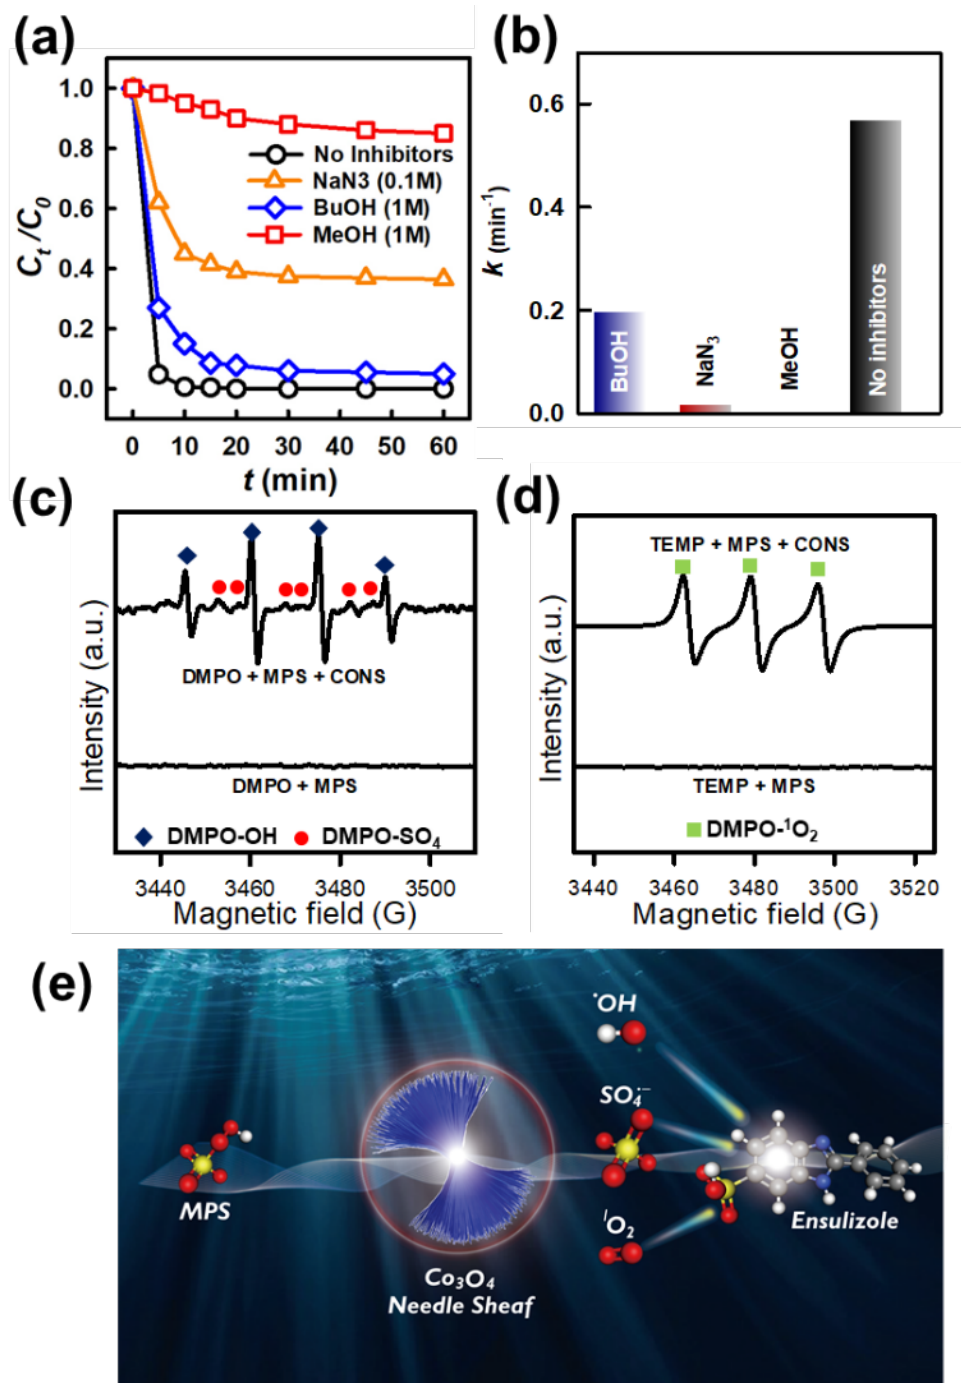 (a)
1.0
0.8
0.6
0.4
0.2
0.0
Ct /C0
No Inhibitors
NaN3 (0.1M)
BuOH (1M)
MeOH (1M)
0 10 20 30 40 50 60
t (min)
(b)
0.6
0.4
0.2
0.0
k (min-1)
BuOH
NaN3
MeOH
No inhibitors
(c)
Intensity (a.u.)
DMPO + MPS + CONS
DMPO + MPS
DMPO-OH DMPO-SO4
3440 3460 3480 3500
Magnetic field (G)
(d)
Intensity (a.u.)
TEMP + MPS + CONS
TEMP + MPS
DMPO-1O2
3440 3460 3480 3500 3520
Magnetic field (G)
(e)
MPS
Co3O4
Needle Sheaf
•OH
SO4•−
1O2
Ensulizole